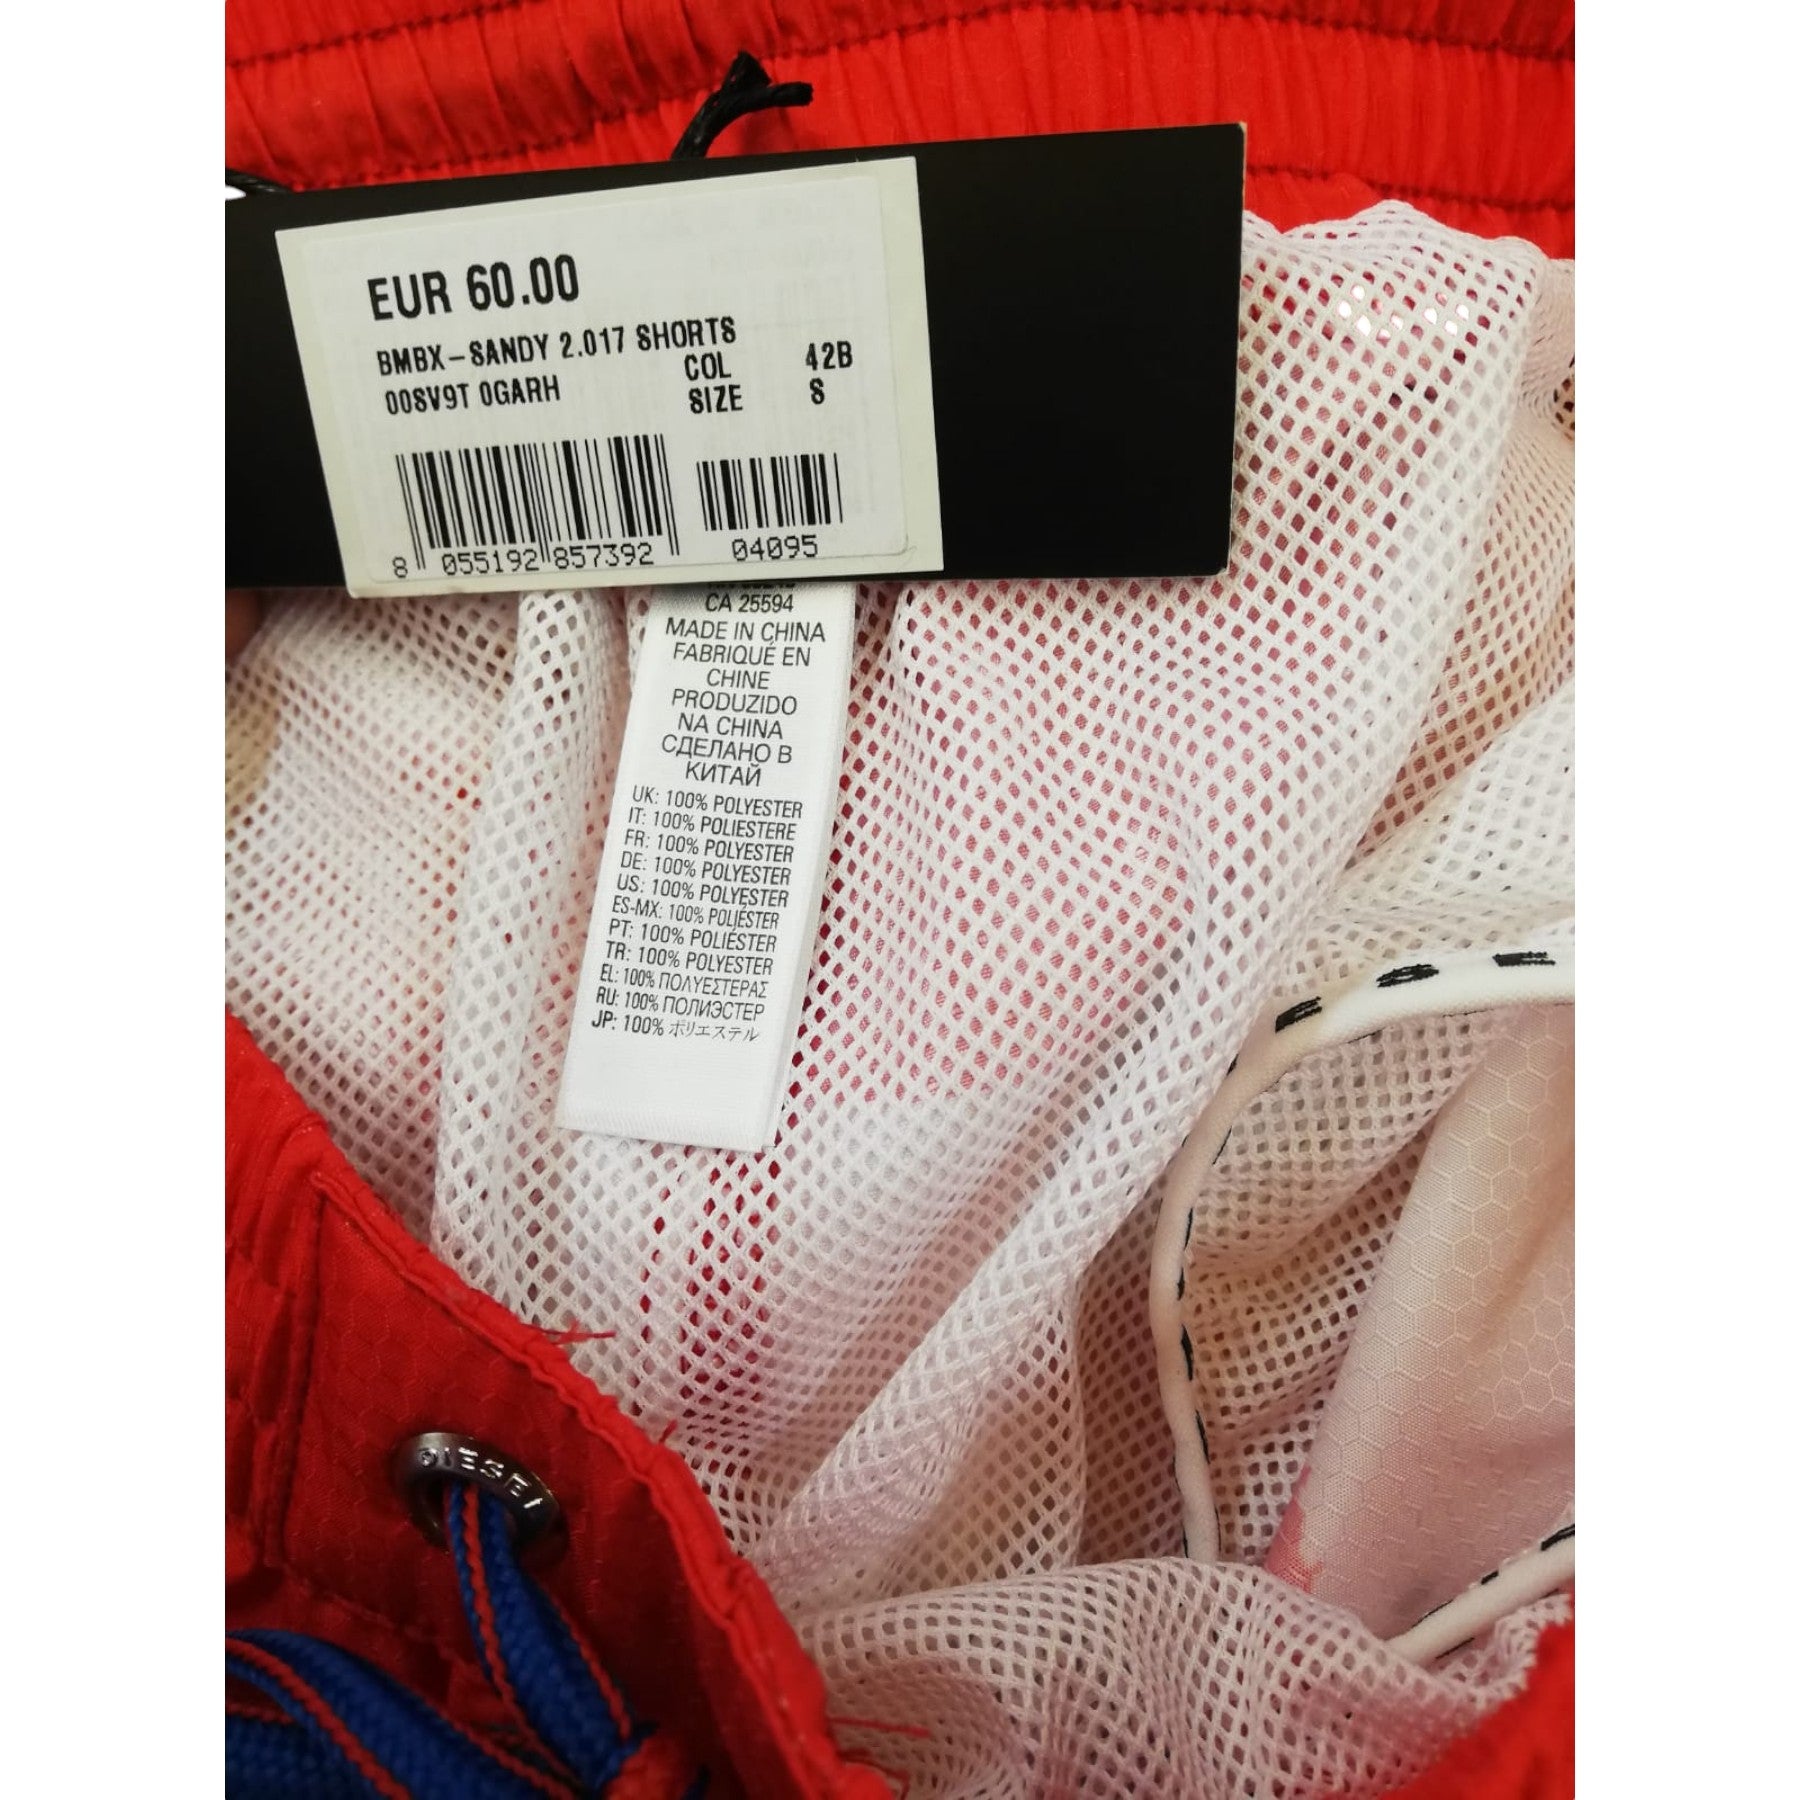 EUR 60.00
BMBX-SANDY 2.017 SHORTS
00SV9T 0GARH
COL 42B
SIZE S
8 055192 857392
04095
CA 25594
MADE IN CHINA
FABRIQUÉ EN
CHINE
PRODUZIDO
NA CHINA
СДЕЛАНО В
КИТАЙ
UK: 100% POLYESTER
IT: 100% POLIESTERE
FR: 100% POLYESTER
DE: 100% POLYESTER
US: 100% POLYESTER
ES-MX: 100% POLIÉSTER
PT: 100% POLIÉSTER
TR: 100% POLYESTER
EL: 100% ΠΟΛΥΕΣΤΕΡΑΣ
RU: 100% ПОЛИЭСТЕР
JP: 100% ポリエステル
DIESEL